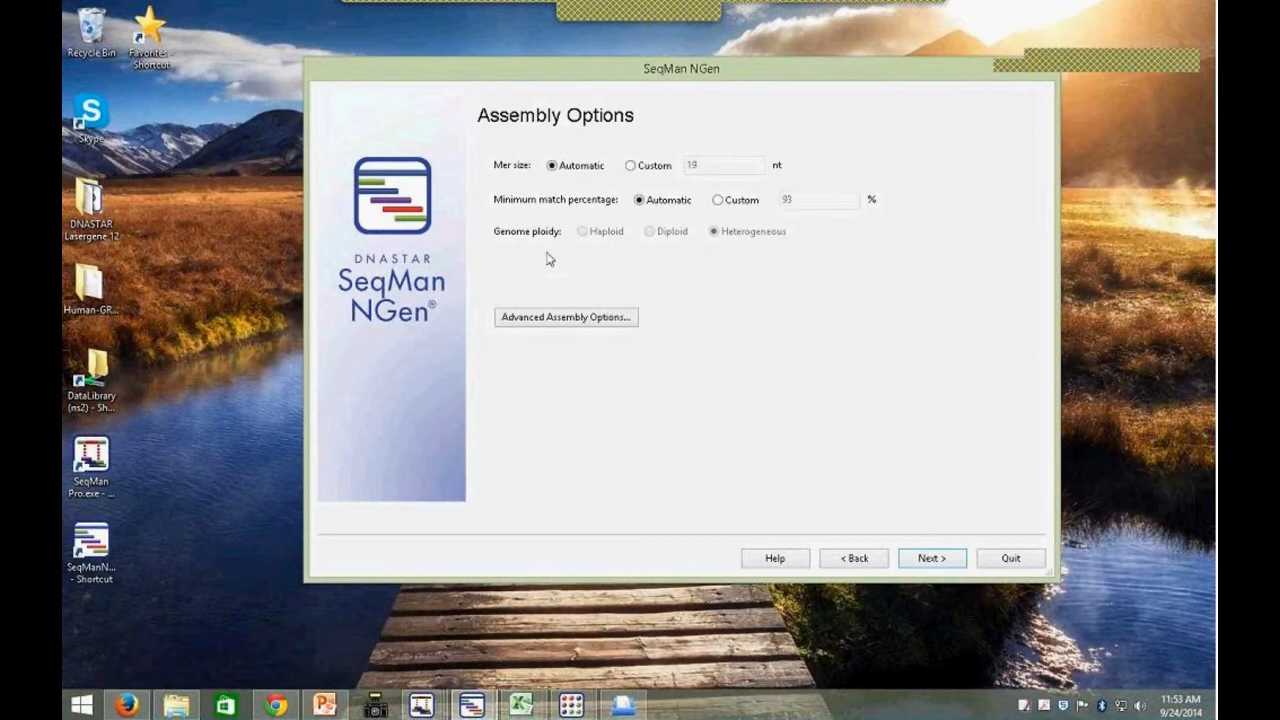 Recycle Bin
Favorites -
Shortcut
Skype
DNASTAR
Lasergene 12
Human-GR...
DataLibrary
(ns2) - Sh...
SeqMan
Pro.exe - ...
SeqManN...
- Shortcut
SeqMan NGen
DNASTAR
SeqMan
NGen®
Assembly Options
Mer size: Automatic Custom 19 nt
Minimum match percentage: Automatic Custom 93 %
Genome ploidy: Haploid Diploid Heterogeneous
Advanced Assembly Options...
Help < Back Next > Quit
11:53 AM
9/24/2014